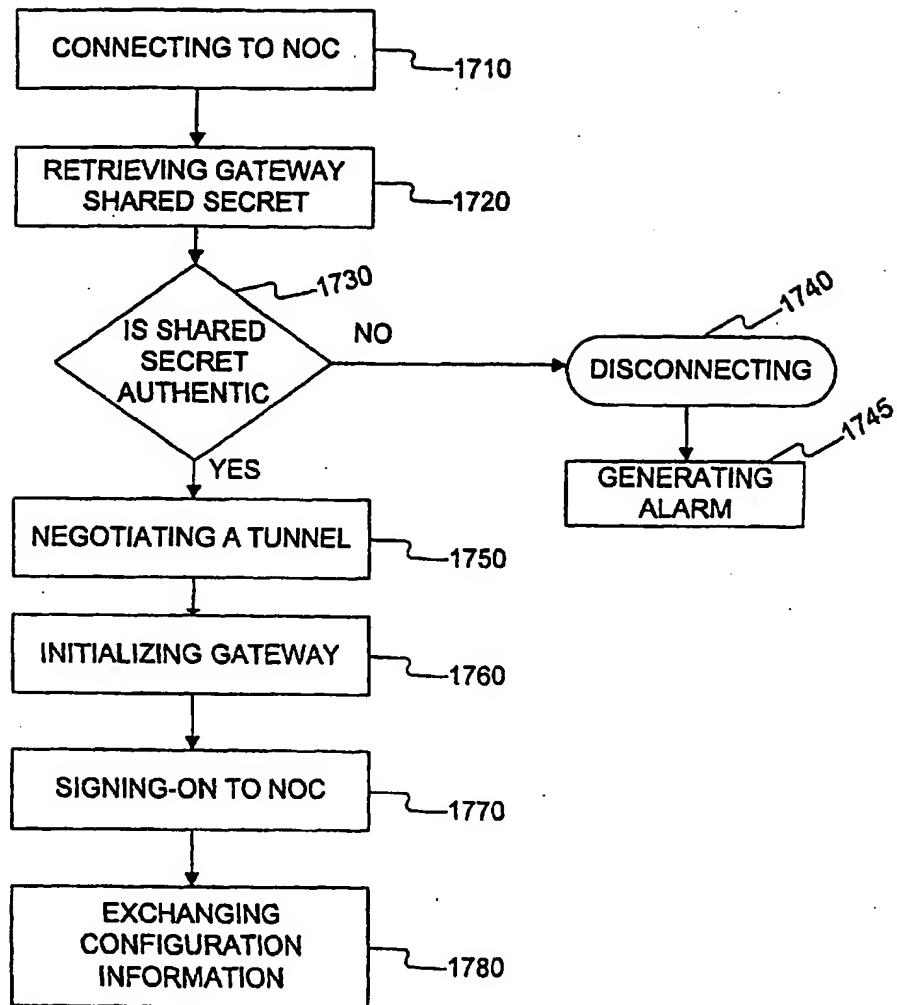 CONNECTING TO NOC
1710
RETRIEVING GATEWAY
SHARED SECRET
1720
1730
IS SHARED
SECRET
AUTHENTIC
NO
1740
DISCONNECTING
1745
GENERATING
ALARM
YES
NEGOTIATING A TUNNEL
1750
INITIALIZING GATEWAY
1760
SIGNING-ON TO NOC
1770
EXCHANGING
CONFIGURATION
INFORMATION
1780